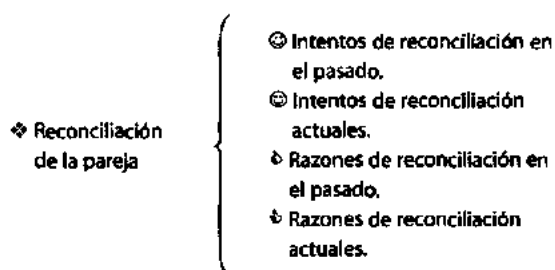 ❖ Reconciliación
de la pareja
☺ Intentos de reconciliación en
el pasado.
☺ Intentos de reconciliación
actuales.
👍 Razones de reconciliación en
el pasado.
👍 Razones de reconciliación
actuales.